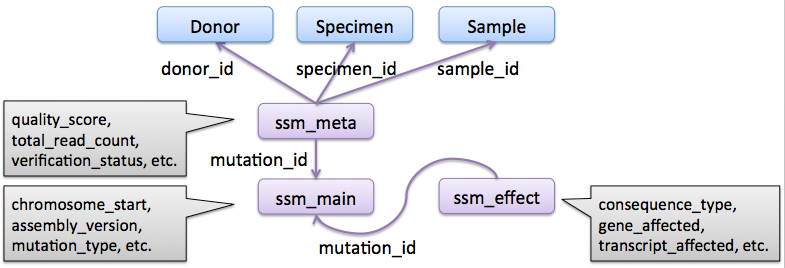 Donor
Specimen
Sample
donor_id
specimen_id
sample_id
quality_score,
total_read_count,
verification_status, etc.
ssm_meta
mutation_id
chromosome_start,
assembly_version,
mutation_type, etc.
ssm_main
ssm_effect
mutation_id
consequence_type,
gene_affected,
transcript_affected, etc.